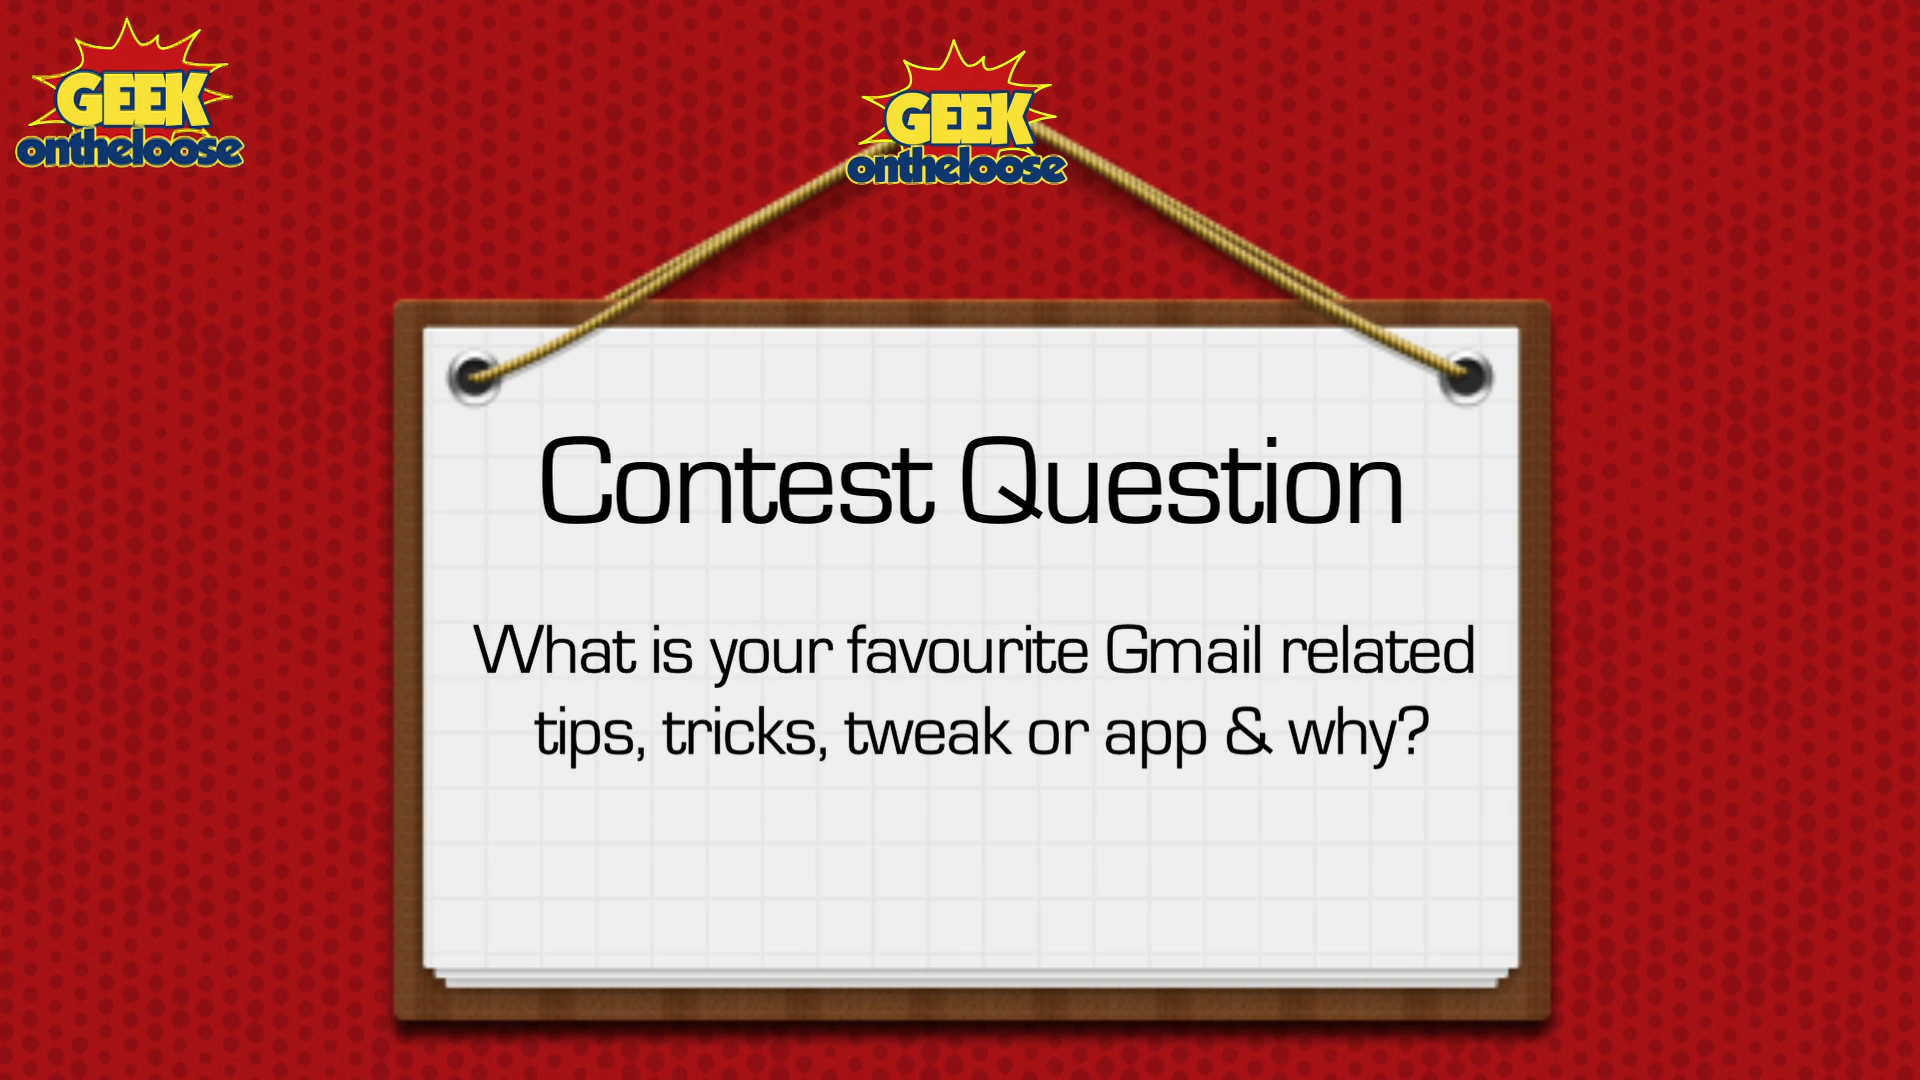 GEEK
ontheloose
GEEK
ontheloose
Contest Question
What is your favourite Gmail related
tips, tricks, tweak or app & why?